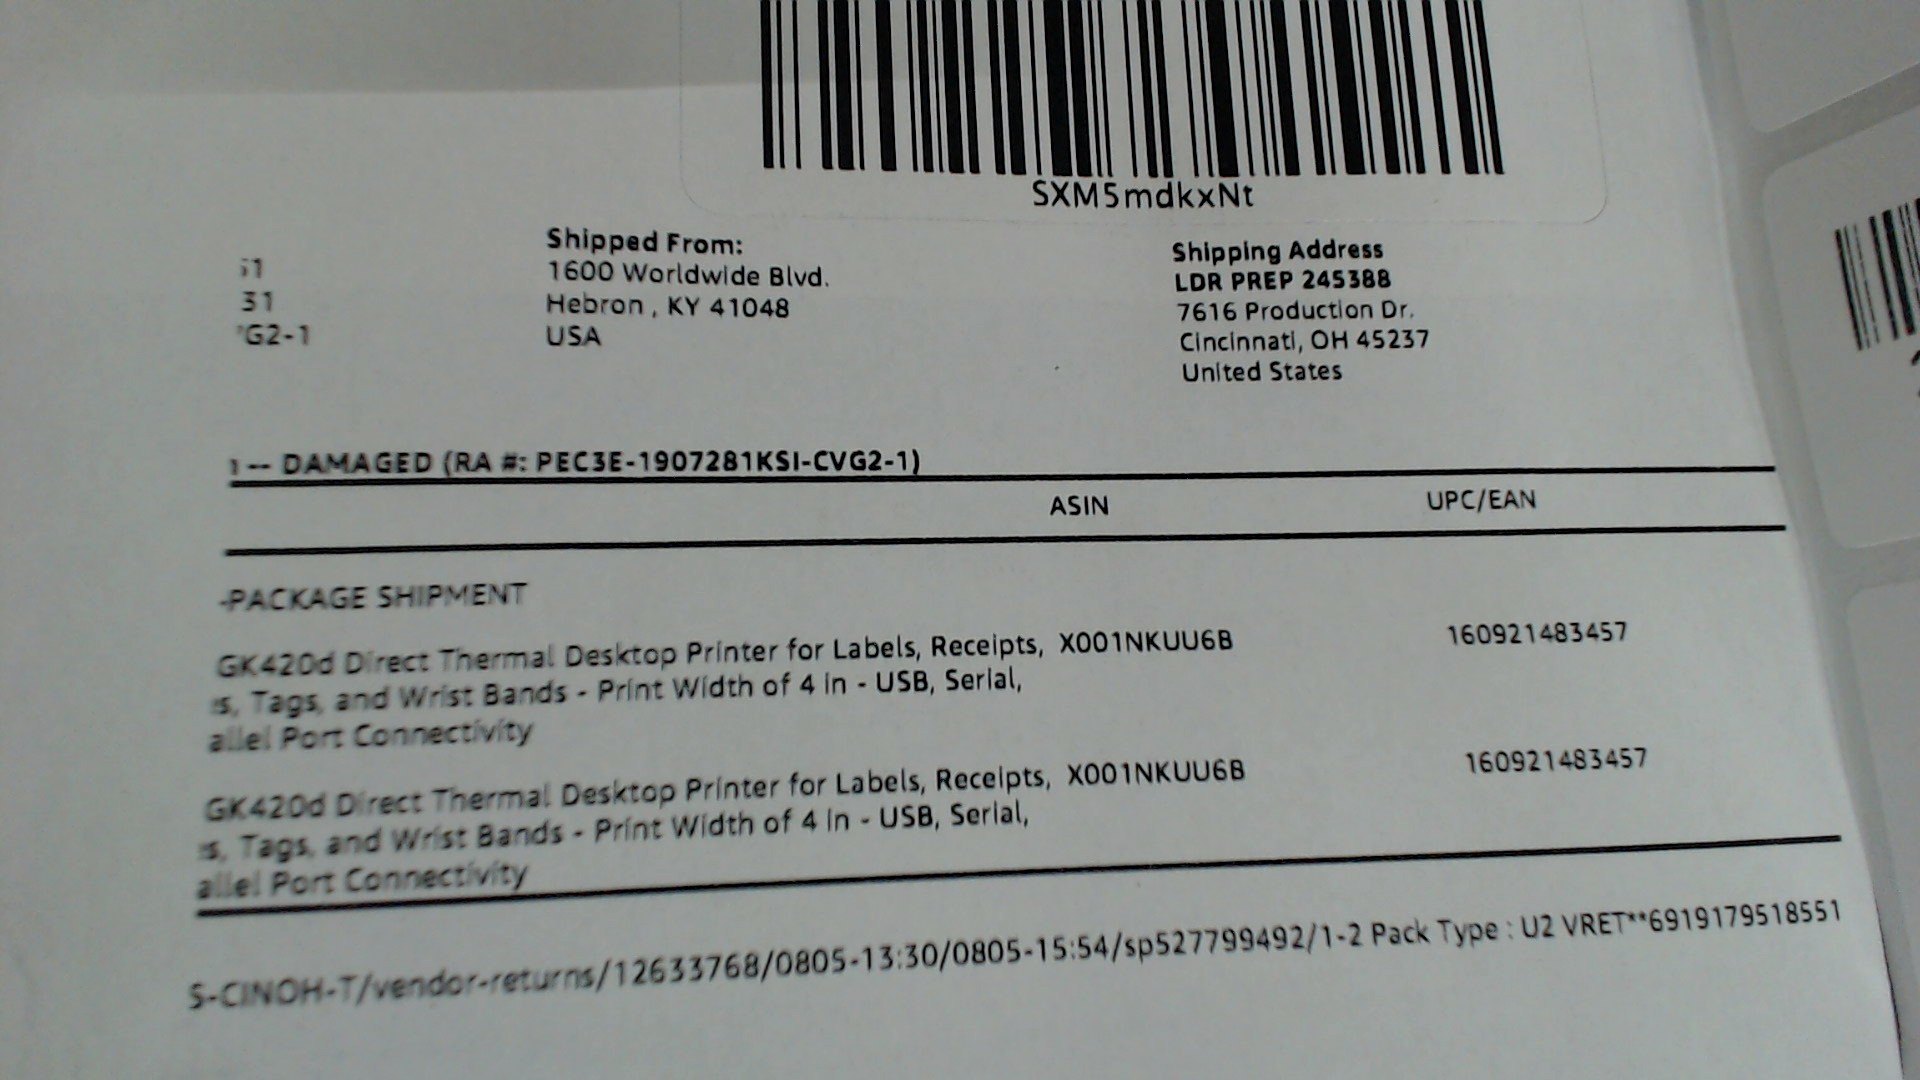 SXM5mdkxNt
Shipped From:
1600 Worldwide Blvd.
Hebron , KY 41048
USA
Shipping Address
LDR PREP 245388
7616 Production Dr.
Cincinnati, OH 45237
United States
31
G2-1
-- DAMAGED (RA #: PEC3E-1907281KSI-CVG2-1)
ASIN UPC/EAN
-PACKAGE SHIPMENT
GK420d Direct Thermal Desktop Printer for Labels, Receipts, X001NKUU6B 160921483457
s, Tags, and Wrist Bands - Print Width of 4 in - USB, Serial,
allel Port Connectivity
GK420d Direct Thermal Desktop Printer for Labels, Receipts, X001NKUU6B 160921483457
s, Tags, and Wrist Bands - Print Width of 4 in - USB, Serial,
allel Port Connectivity
S-CINOH-T/vendor-returns/12633768/0805-13:30/0805-15:54/sp527799492/1-2 Pack Type : U2 VRET**6919179518551